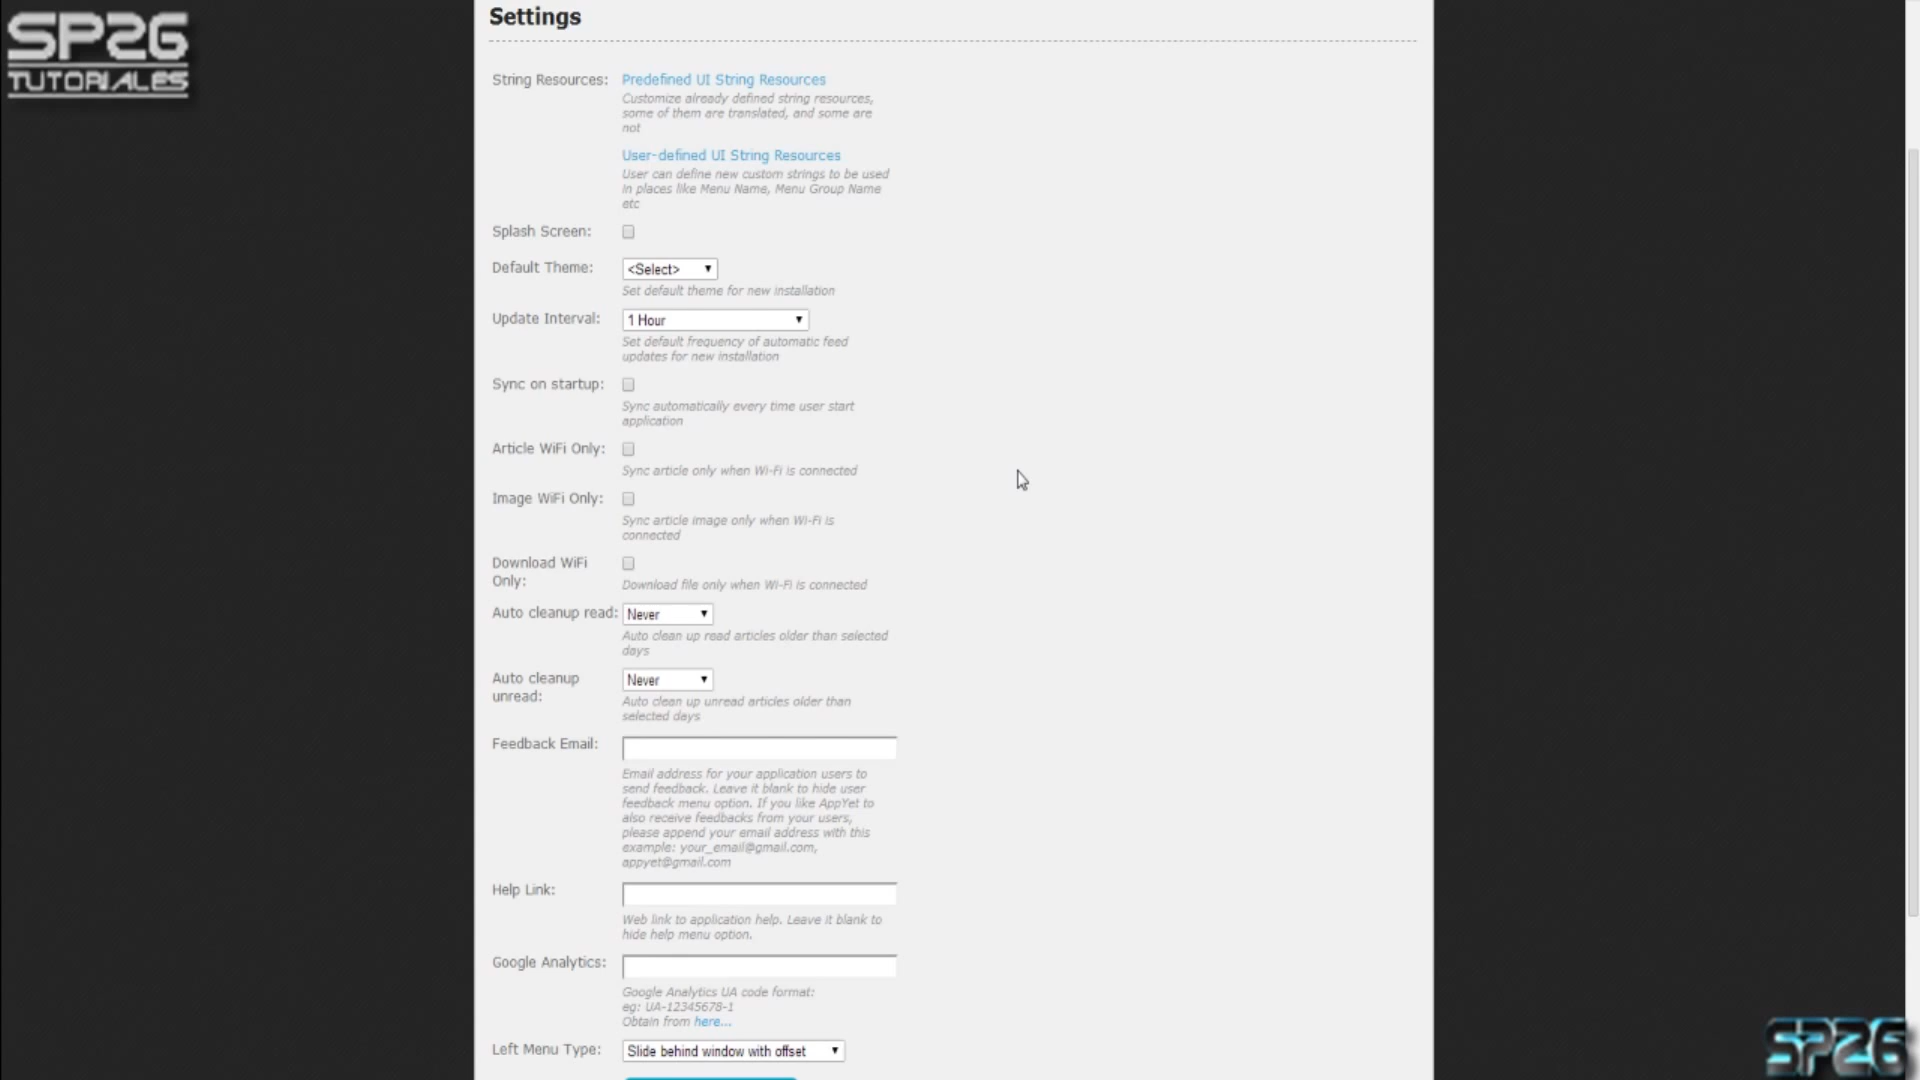 SP26
TUTORIALES
Settings
String Resources: Predefined UI String Resources
Customize already defined string resources,
some of them are translated, and some are
not
User-defined UI String Resources
User can define new custom strings to be used
in places like Menu Name, Menu Group Name
etc
Splash Screen:
Default Theme: <Select>
Set default theme for new installation
Update Interval: 1 Hour
Set default frequency of automatic feed
updates for new installation
Sync on startup:
Sync automatically every time user start
application
Article WiFi Only:
Sync article only when Wi-Fi is connected
Image WiFi Only:
Sync article image only when Wi-Fi is
connected
Download WiFi
Only:
Download file only when Wi-Fi is connected
Auto cleanup read: Never
Auto clean up read articles older than selected
days
Auto cleanup
unread:
Never
Auto clean up unread articles older than
selected days
Feedback Email:
Email address for your application users to
send feedback. Leave it blank to hide user
feedback menu option. If you like AppYet to
also receive feedbacks from your users,
please append your email address with this
example: your_email@gmail.com,
appyet@gmail.com
Help Link:
Web link to application help. Leave it blank to
hide help menu option.
Google Analytics:
Google Analytics UA code format:
eg: UA-12345678-1
Obtain from here...
Left Menu Type: Slide behind window with offset
SP26